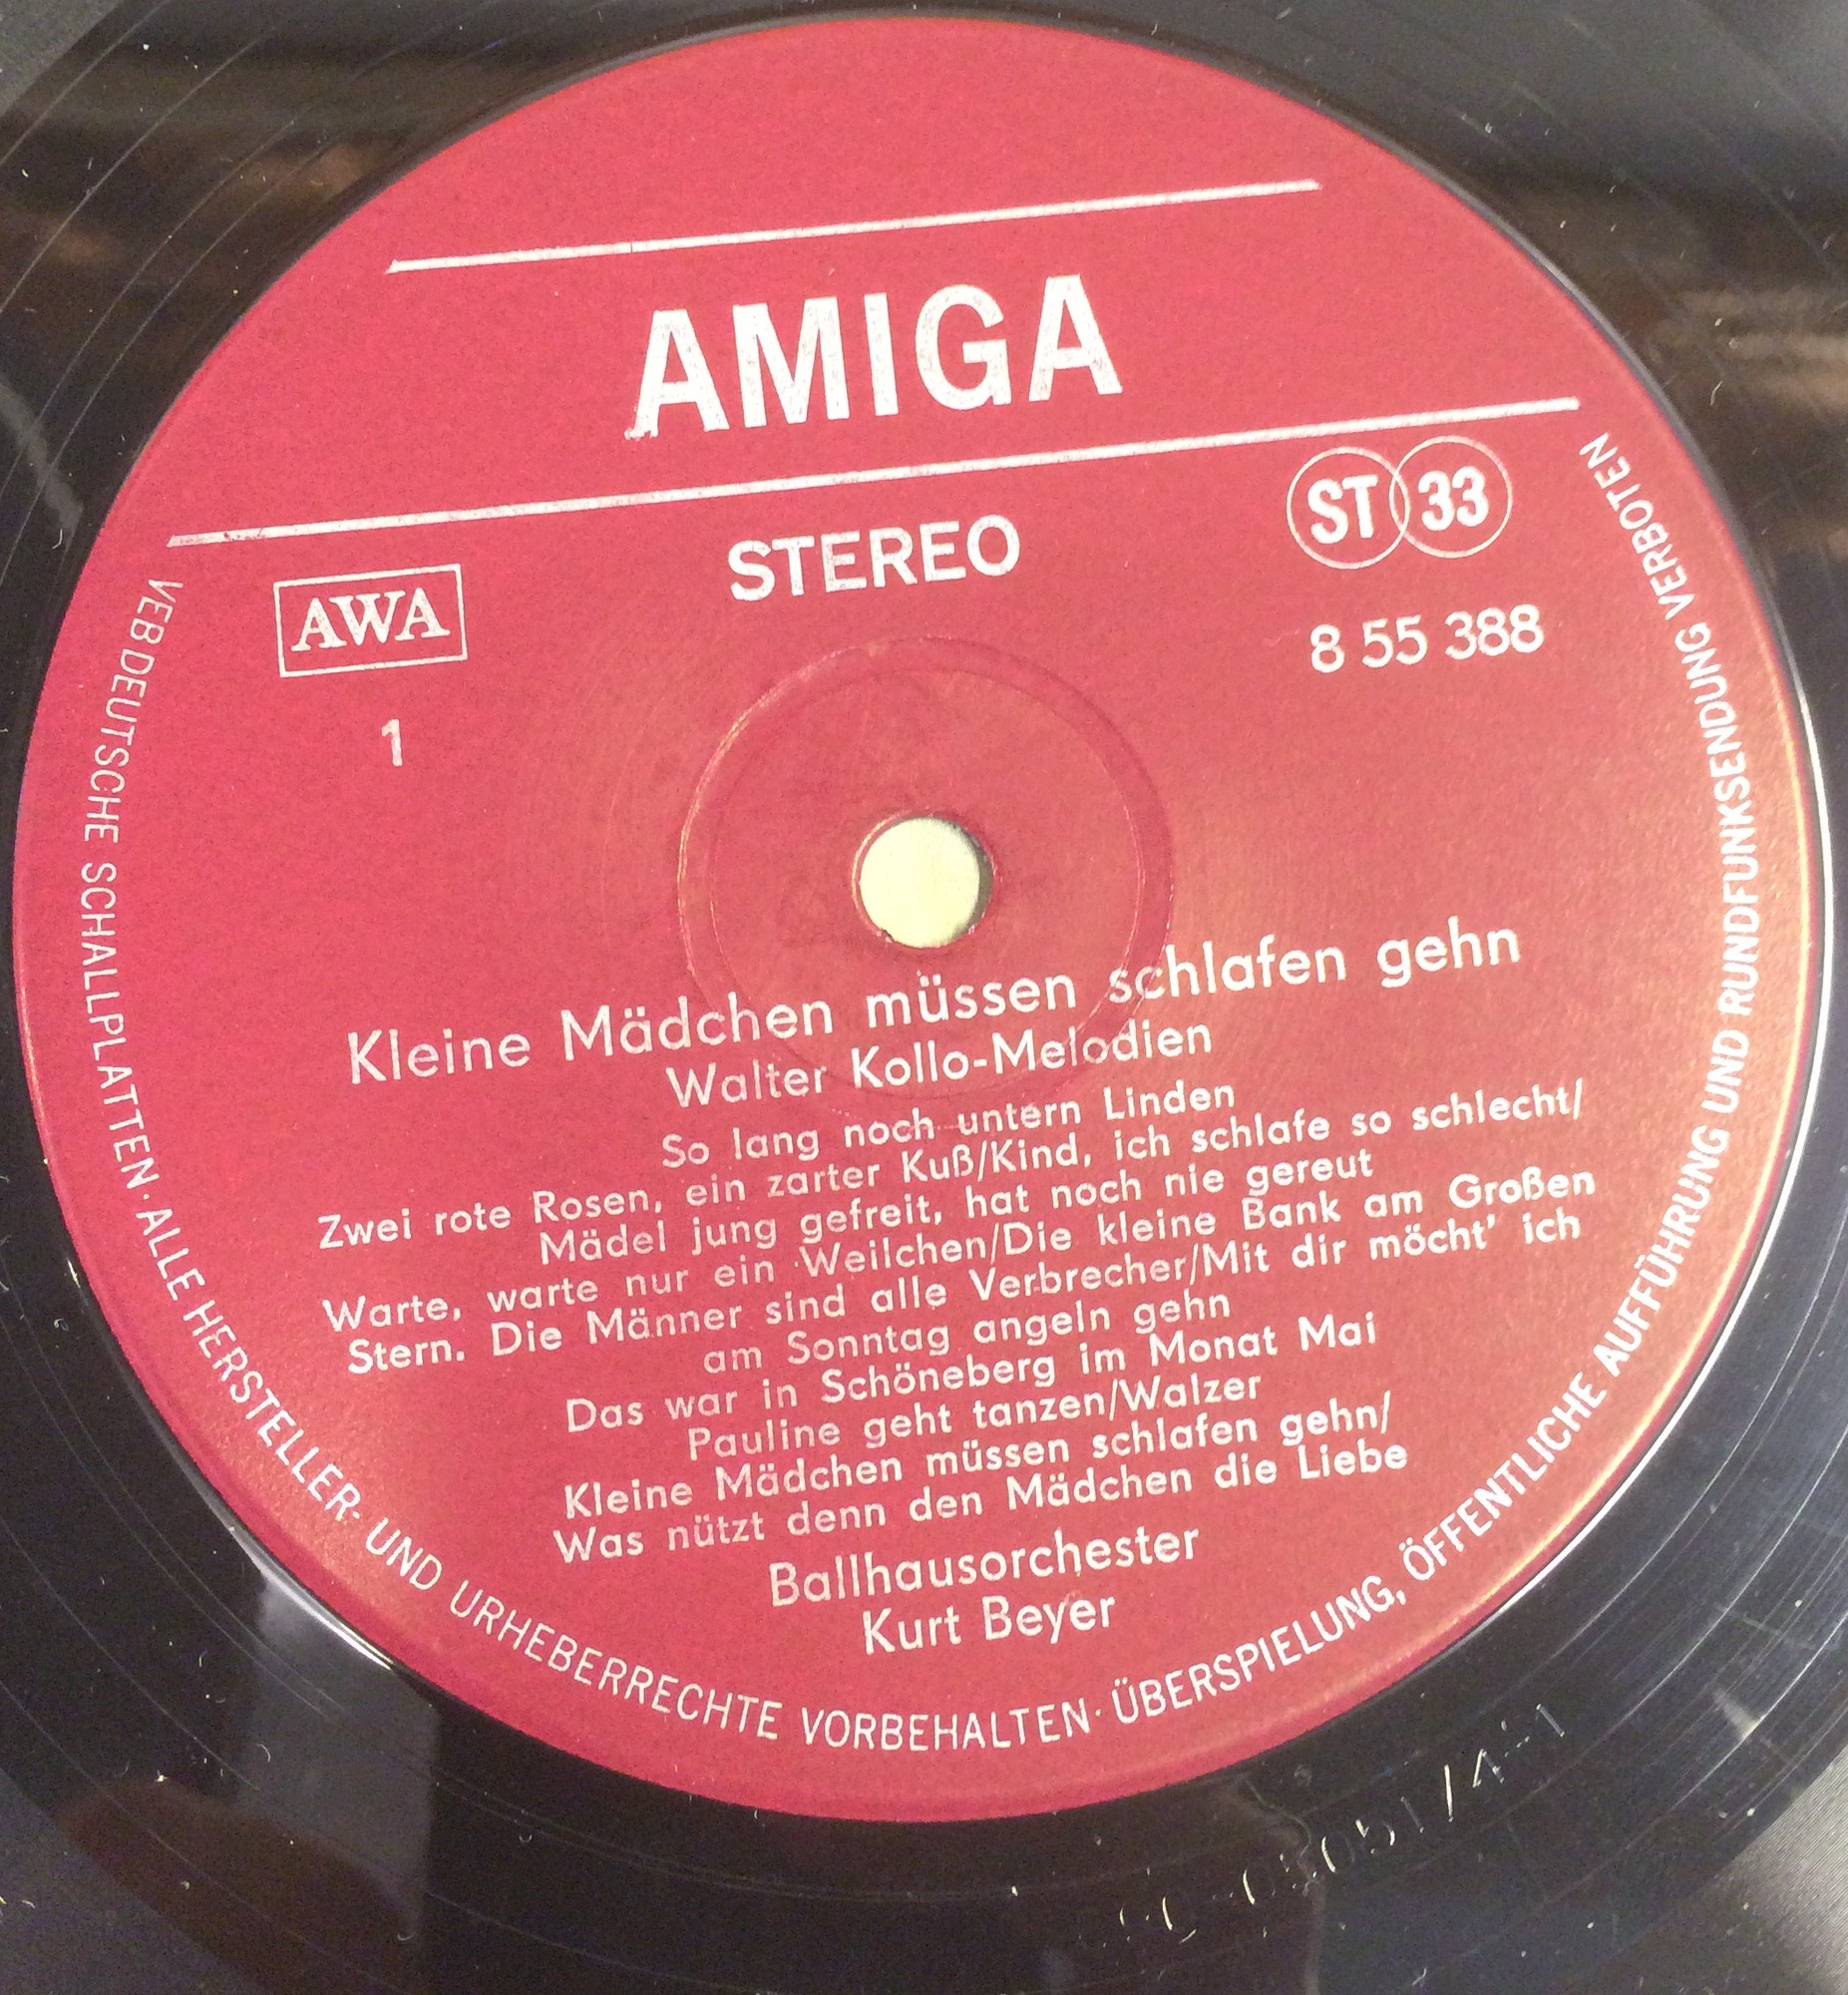 AMIGA
STEREO
ST 33
AWA
8 55 388
1
Kleine Mädchen müssen schlafen gehn
Walter Kollo-Melodien
So lang noch untern Linden
Zwei rote Rosen, ein zarter Kuß/Kind, ich schlafe so schlecht/
Mädel jung gefreit, hat noch nie gereut
Warte, warte nur ein Weilchen/Die kleine Bank am Großen
Stern. Die Männer sind alle Verbrecher/Mit dir möcht' ich
am Sonntag angeln gehn
Das war in Schöneberg im Monat Mai
Pauline geht tanzen/Walzer
Kleine Mädchen müssen schlafen gehn/
Was nützt denn den Mädchen die Liebe
Ballhausorchester
Kurt Beyer
VEB DEUTSCHE SCHALLPLATTEN · ALLE HERSTELLER- UND URHEBERRECHTE VORBEHALTEN · ÜBERSPIELUNG, ÖFFENTLICHE AUFFÜHRUNG UND RUNDFUNKSENDUNG VERBOTEN